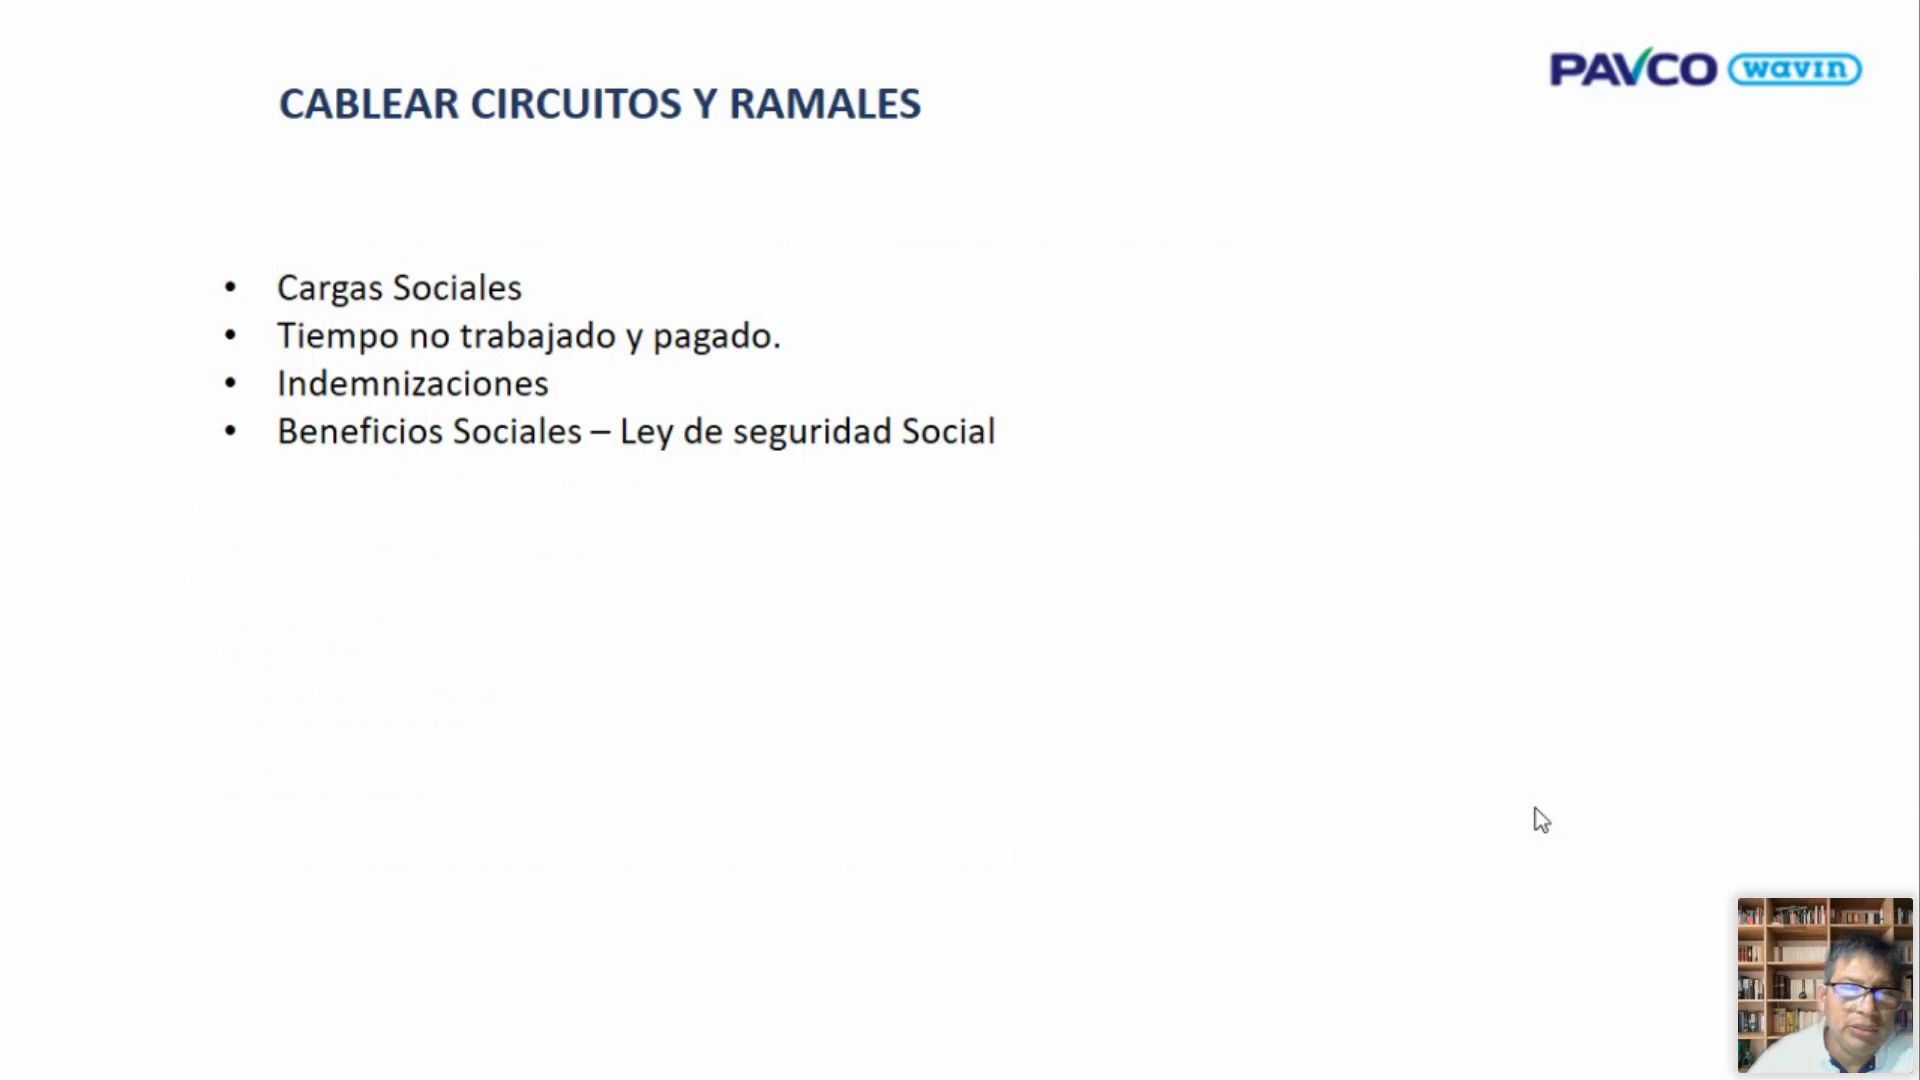 CABLEAR CIRCUITOS Y RAMALES
PAVCO wavin
• Cargas Sociales
• Tiempo no trabajado y pagado.
• Indemnizaciones
• Beneficios Sociales – Ley de seguridad Social